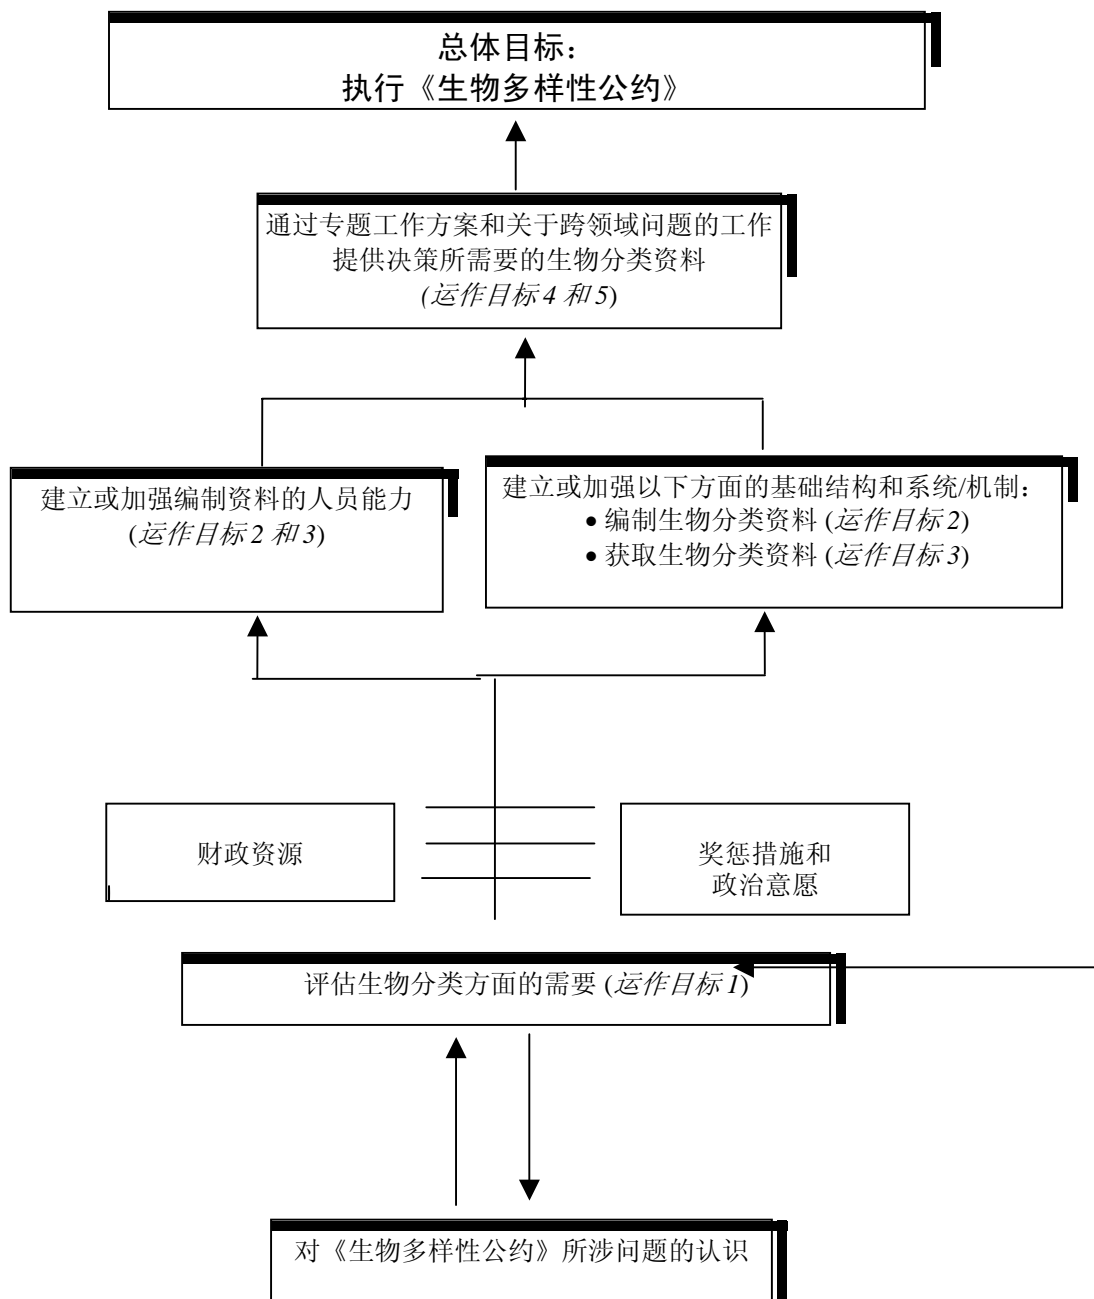 总体目标：
执行《生物多样性公约》
通过专题工作方案和关于跨领域问题的工作
提供决策所需要的生物分类资料
(运作目标 4 和 5)
建立或加强编制资料的人员能力
(运作目标 2 和 3)
建立或加强以下方面的基础结构和系统/机制：
• 编制生物分类资料 (运作目标 2)
• 获取生物分类资料 (运作目标 3)
财政资源
奖惩措施和
政治意愿
评估生物分类方面的需要 (运作目标 1)
对《生物多样性公约》所涉问题的认识